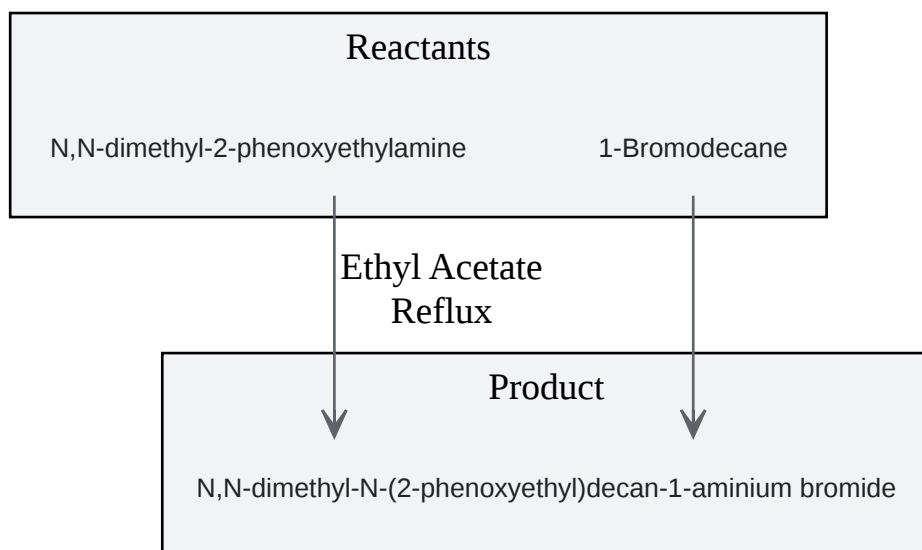 Reactants
N,N-dimethyl-2-phenoxyethylamine
1-Bromodecane
Ethyl Acetate
Reflux
Product
N,N-dimethyl-N-(2-phenoxyethyl)decan-1-aminium bromide